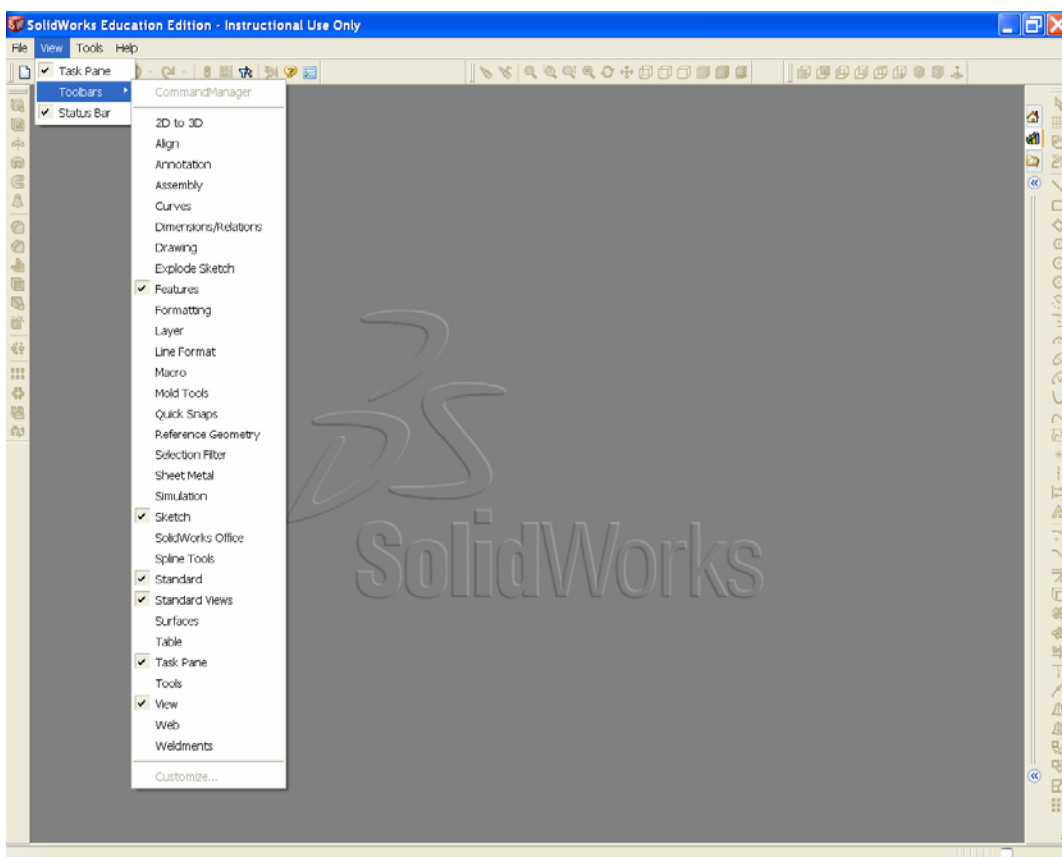 SolidWorks Education Edition - Instructional Use Only
File View Tools Help
Task Pane
Toolbars
Status Bar
CommandManager
2D to 3D
Align
Annotation
Assembly
Curves
Dimensions/Relations
Drawing
Explode Sketch
Features
Formatting
Layer
Line Format
Macro
Mold Tools
Quick Snaps
Reference Geometry
Selection Filter
Sheet Metal
Simulation
Sketch
SolidWorks Office
Spline Tools
Standard
Standard Views
Surfaces
Table
Task Pane
Tools
View
Web
Weldments
Customize...
SolidWorks